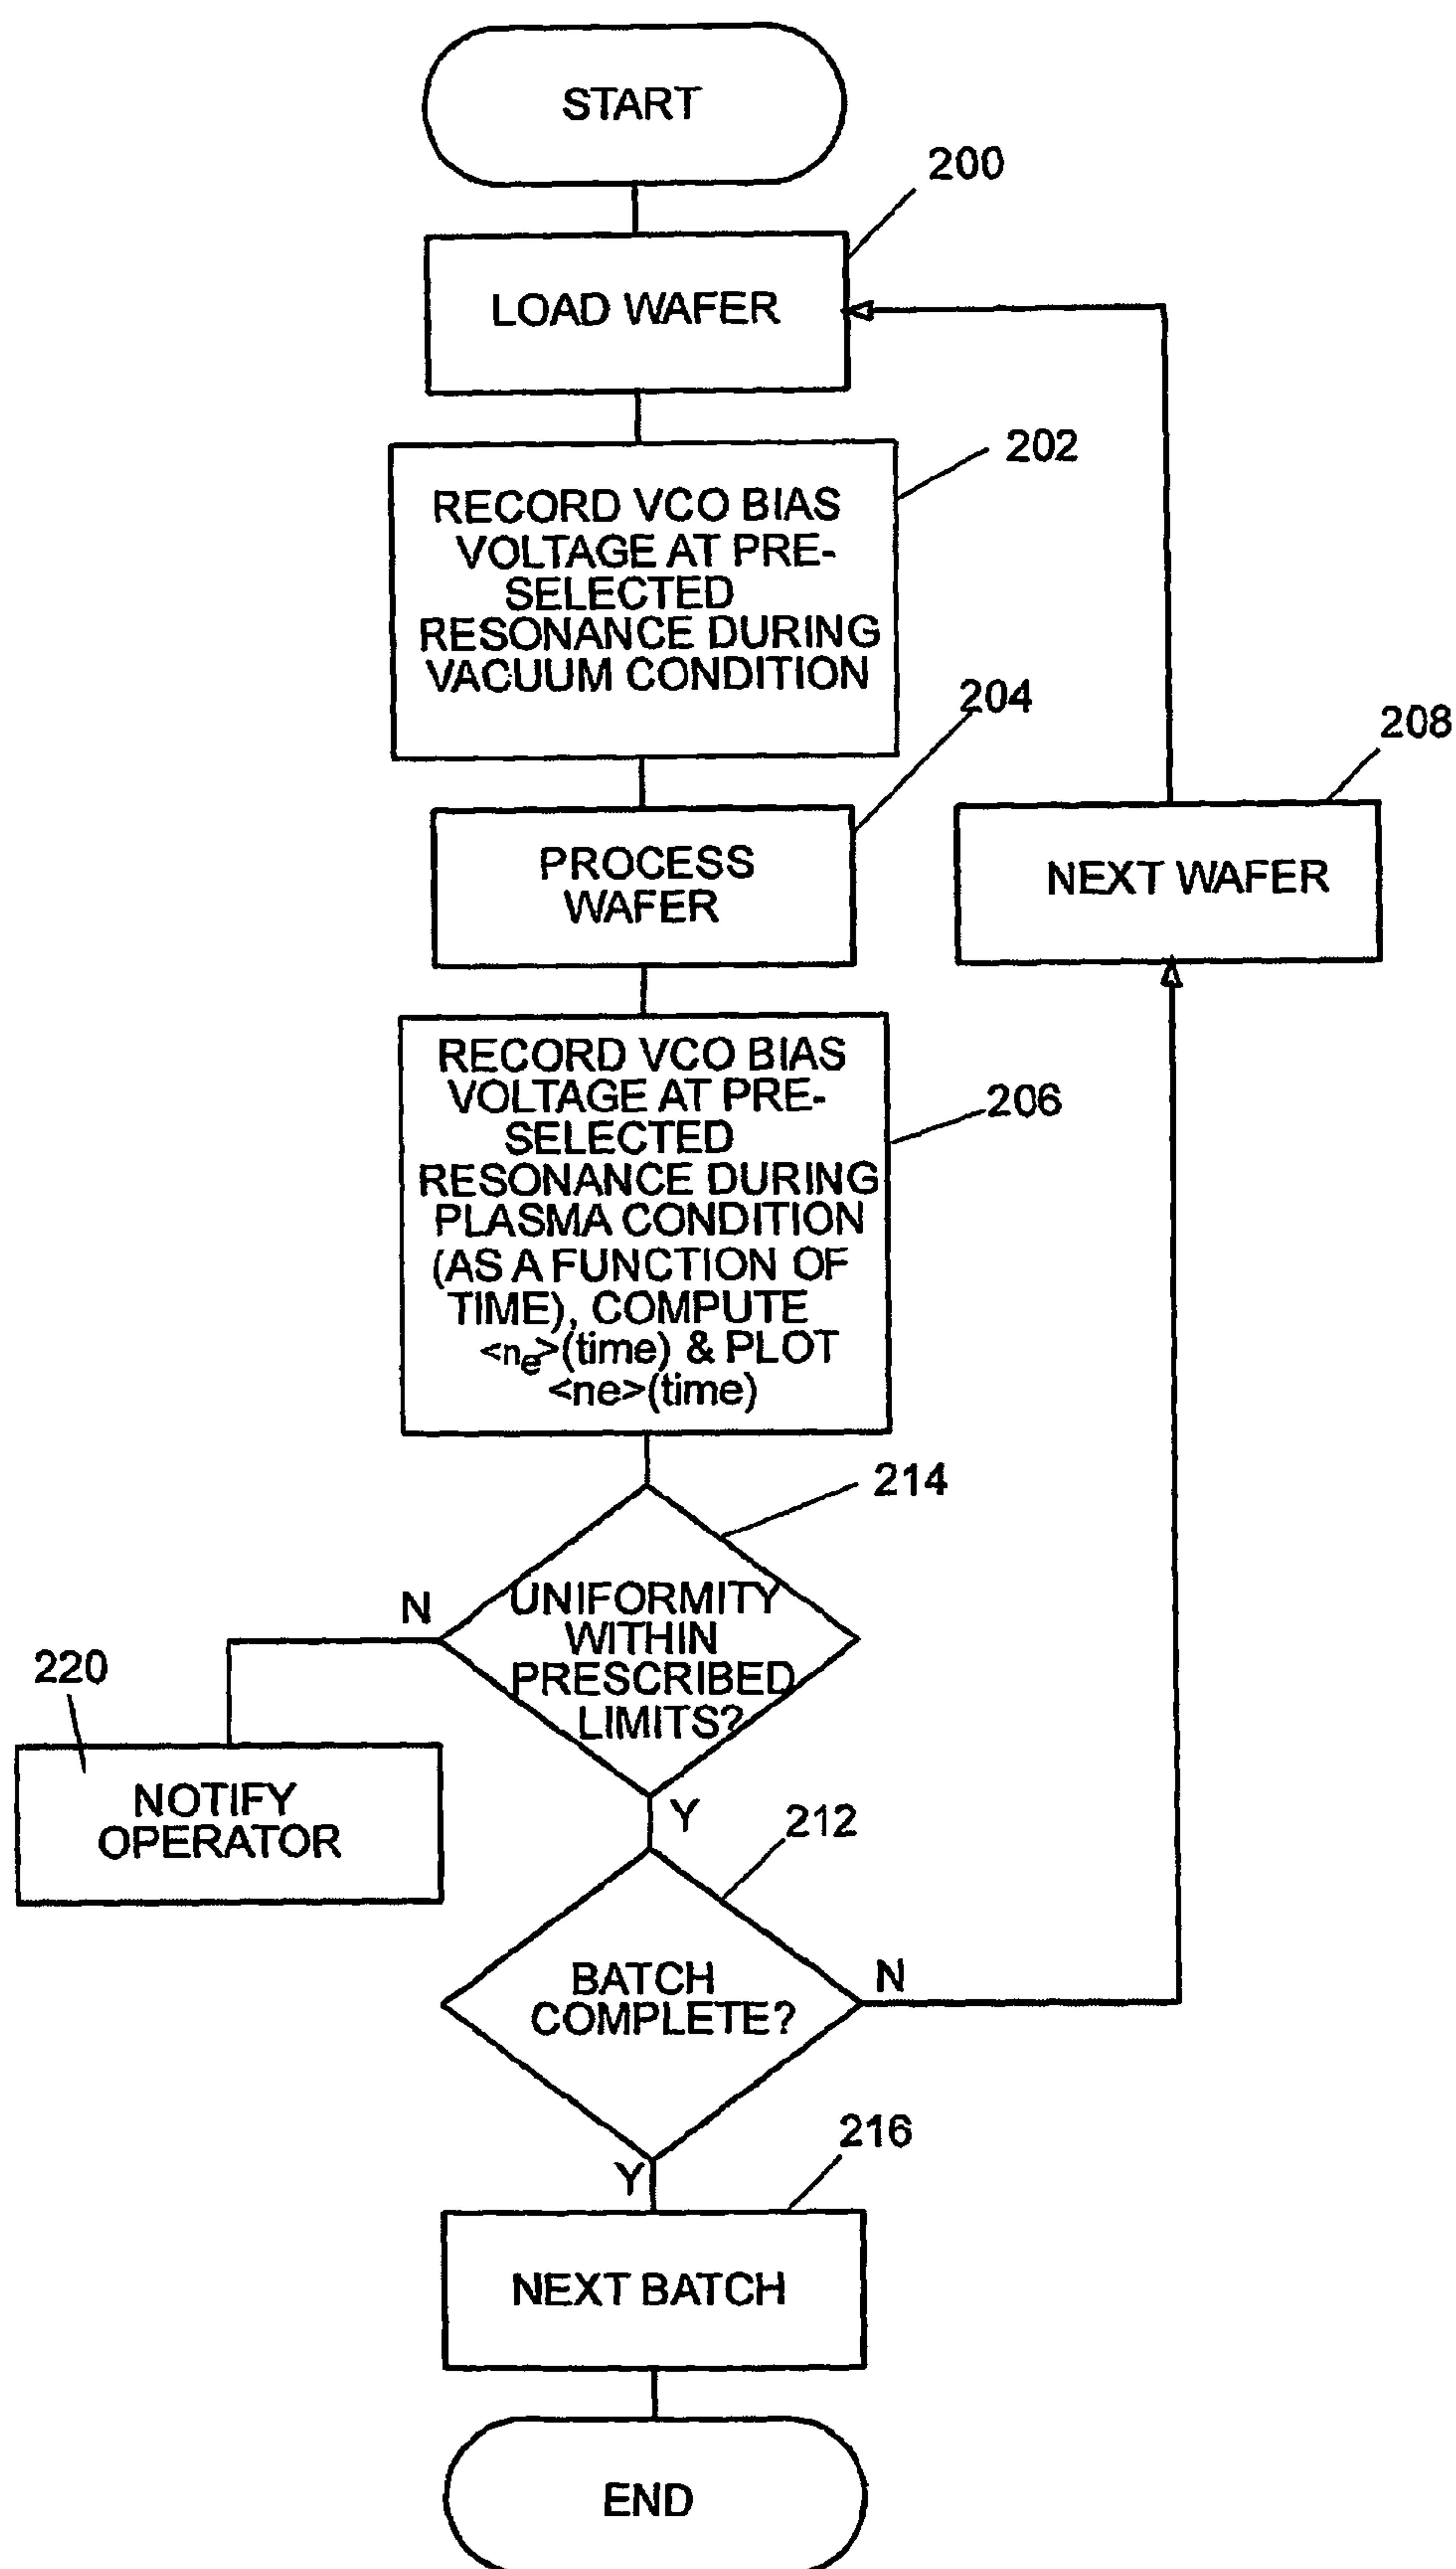 START
200
LOAD WAFER
202
RECORD VCO BIAS
VOLTAGE AT PRE-
SELECTED
RESONANCE DURING
VACUUM CONDITION
204
208
PROCESS
WAFER
NEXT WAFER
RECORD VCO BIAS
VOLTAGE AT PRE-
SELECTED
RESONANCE DURING
PLASMA CONDITION
(AS A FUNCTION OF
TIME), COMPUTE
<ne>(time) & PLOT
<ne>(time)
206
214
N
UNIFORMITY
WITHIN
PRESCRIBED
LIMITS?
220
NOTIFY
OPERATOR
Y
212
BATCH
COMPLETE?
N
216
Y
NEXT BATCH
END